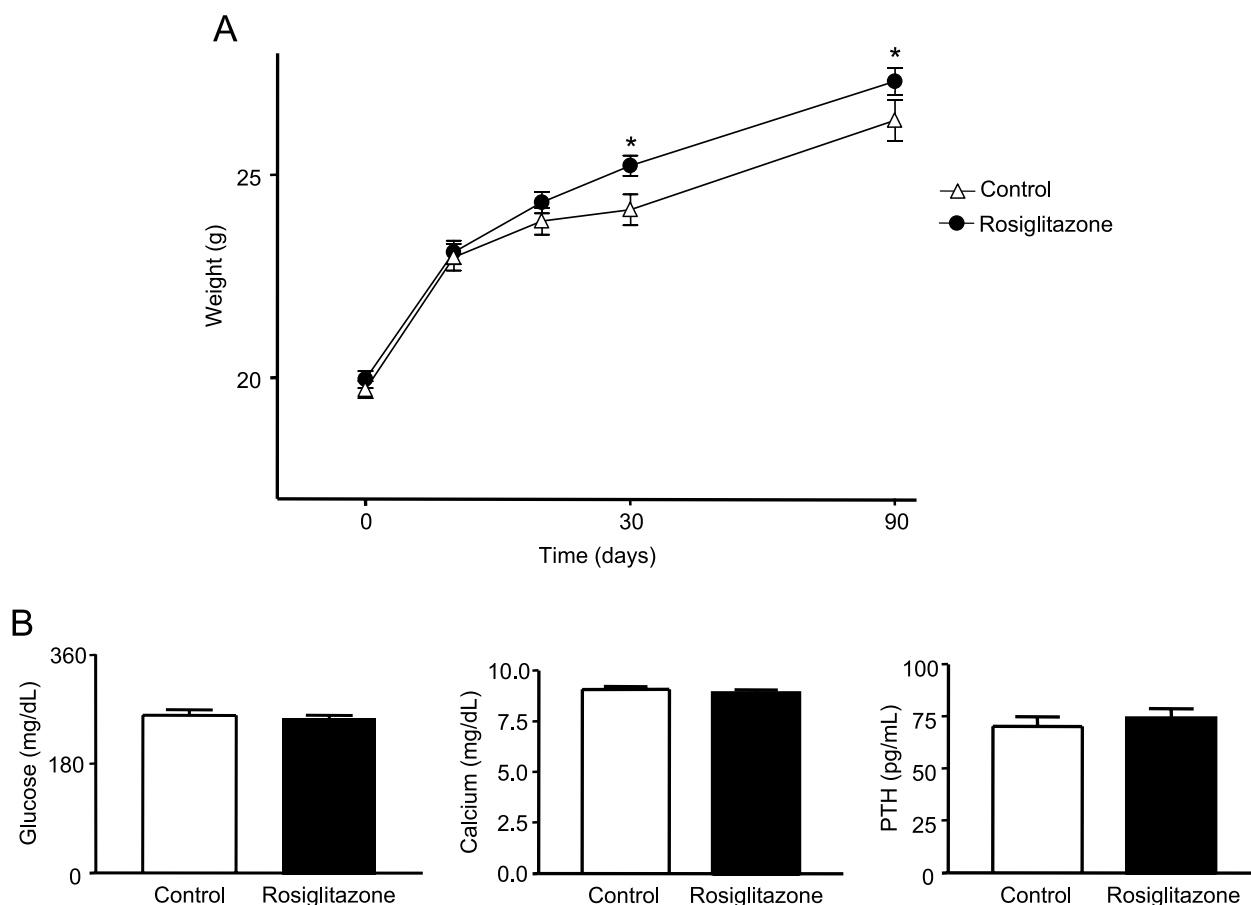 A
*
*
25
20
Weight (g)
0
30
90
Time (days)
Control
Rosiglitazone
B
360
180
0
Glucose (mg/dL)
Control
Rosiglitazone
10.0
7.5
5.0
2.5
0.0
Calcium (mg/dL)
Control
Rosiglitazone
100
75
50
25
0
PTH (pg/mL)
Control
Rosiglitazone